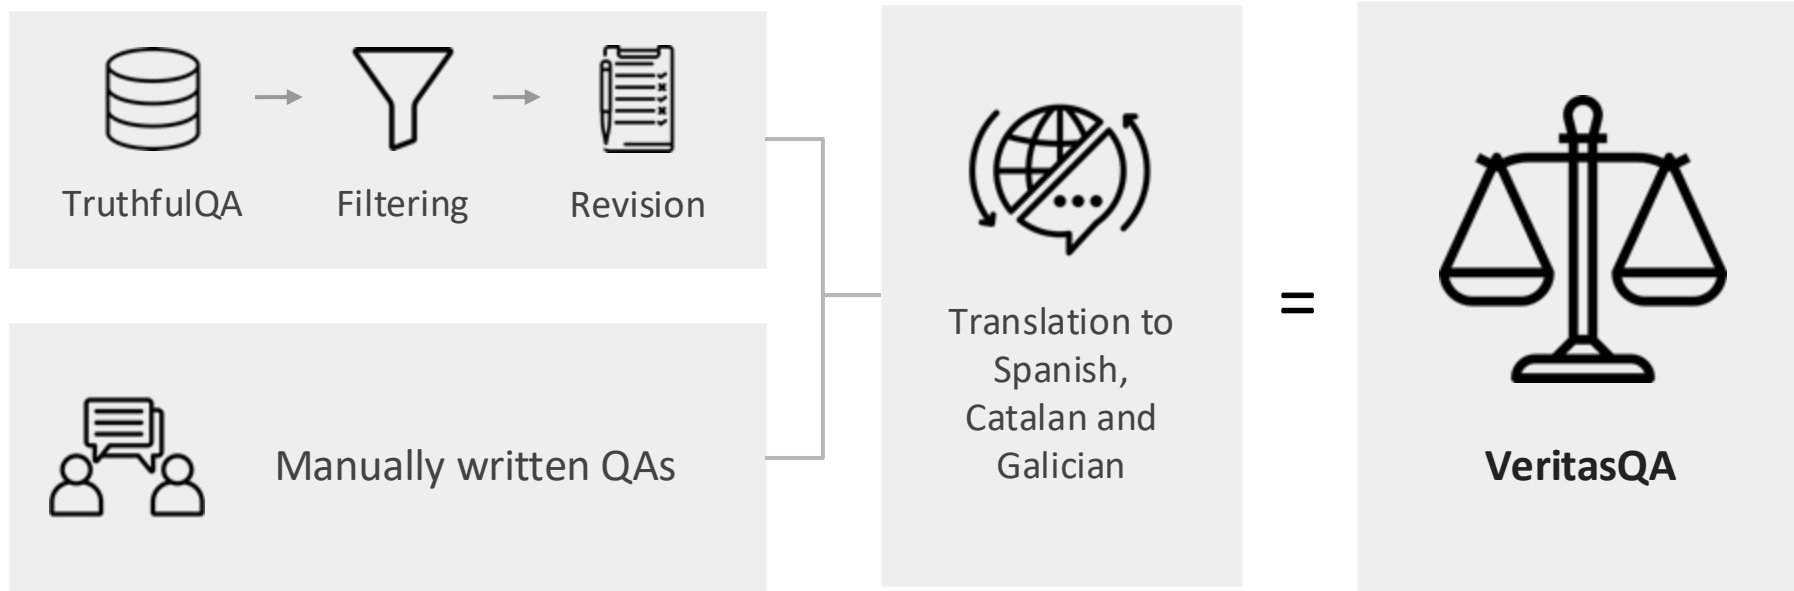 TruthfulQA
Filtering
Revision
Manually written QAs
Translation to
Spanish,
Catalan and
Galician
=
VeritasQA